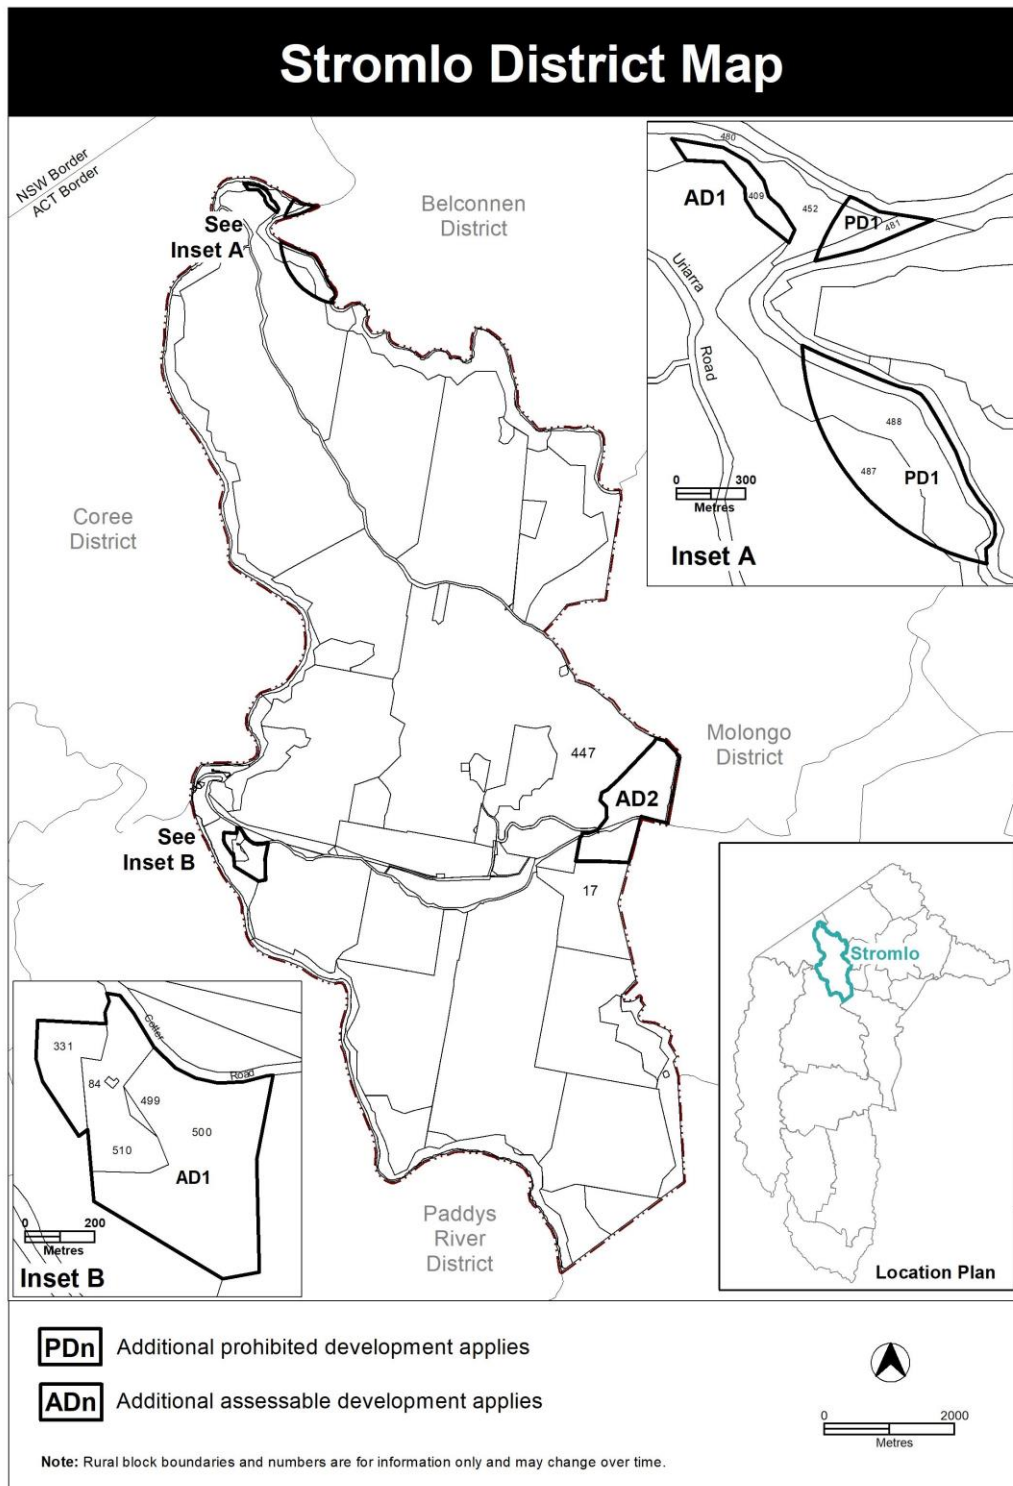 Stromlo District Map
NSW Border
ACT Border
See
Inset A
Belconnen
District
480
AD1
409
452
PD1
481
Uriarra
Road
488
487
PD1
0 300
Metres
Inset A
Coree
District
Molongo
District
447
AD2
See
Inset B
17
Stromlo
Location Plan
Cotter
Road
331
84
499
500
510
AD1
0 200
Metres
Inset B
Paddys
River
District
PDn Additional prohibited development applies
ADn Additional assessable development applies
0 2000
Metres
Note: Rural block boundaries and numbers are for information only and may change over time.